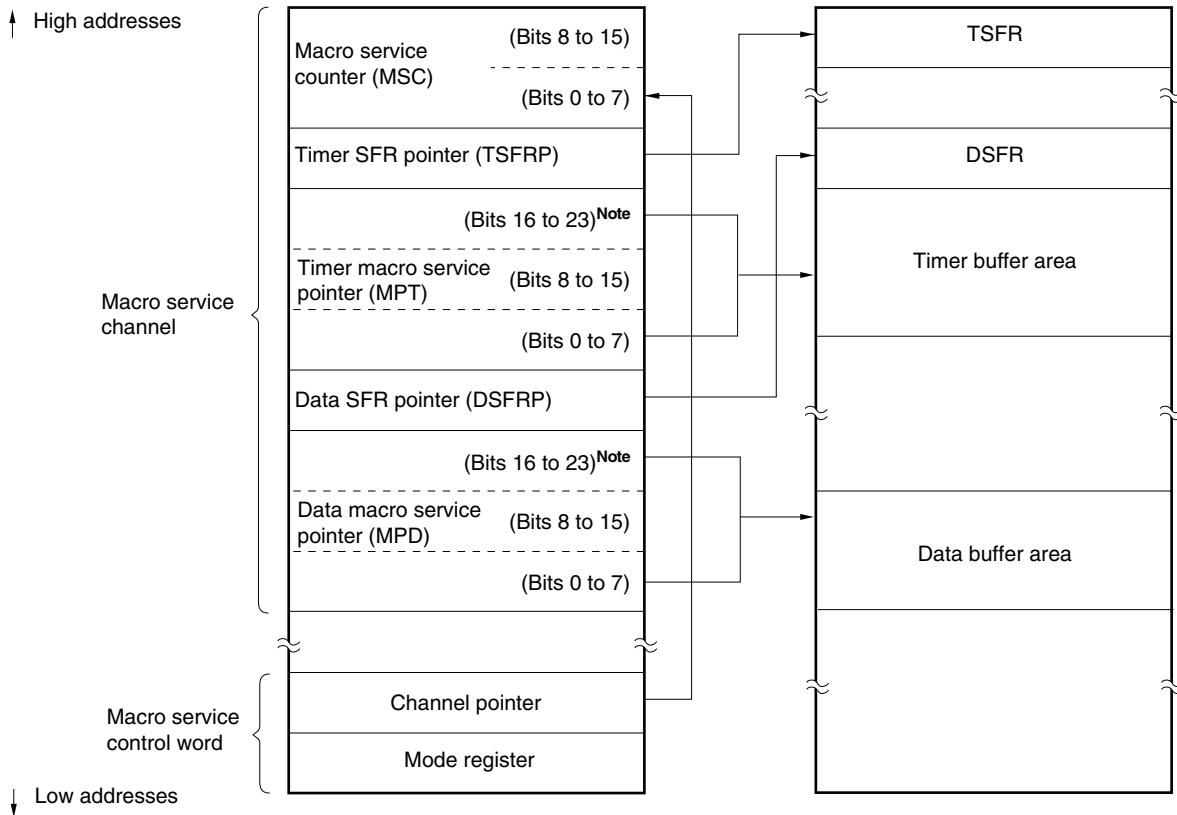 High addresses
Macro service
counter (MSC)
(Bits 8 to 15)
(Bits 0 to 7)
Timer SFR pointer (TSFRP)
(Bits 16 to 23)Note
Timer macro service
pointer (MPT)
(Bits 8 to 15)
(Bits 0 to 7)
Data SFR pointer (DSFRP)
(Bits 16 to 23)Note
Data macro service
pointer (MPD)
(Bits 8 to 15)
(Bits 0 to 7)
Macro service
channel
Channel pointer
Mode register
Macro service
control word
Low addresses
TSFR
DSFR
Timer buffer area
Data buffer area